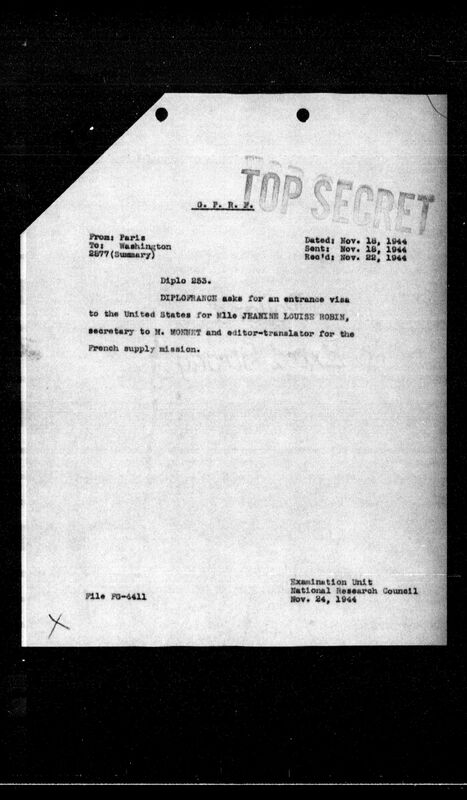 TOP SECRET
G. P. R. F.
From: Paris
To: Washington
2877(Summary)
Dated: Nov. 18, 1944
Sent: Nov. 18, 1944
Rec'd: Nov. 22, 1944
Diplo 253.
DIPLOFRANCE asks for an entrance visa
to the United States for Mlle JEANINE LOUISE ROBIN,
secretary to M. MONNET and editor-translator for the
French supply mission.
Examination Unit
National Research Council
Nov. 24, 1944
File FG-4411